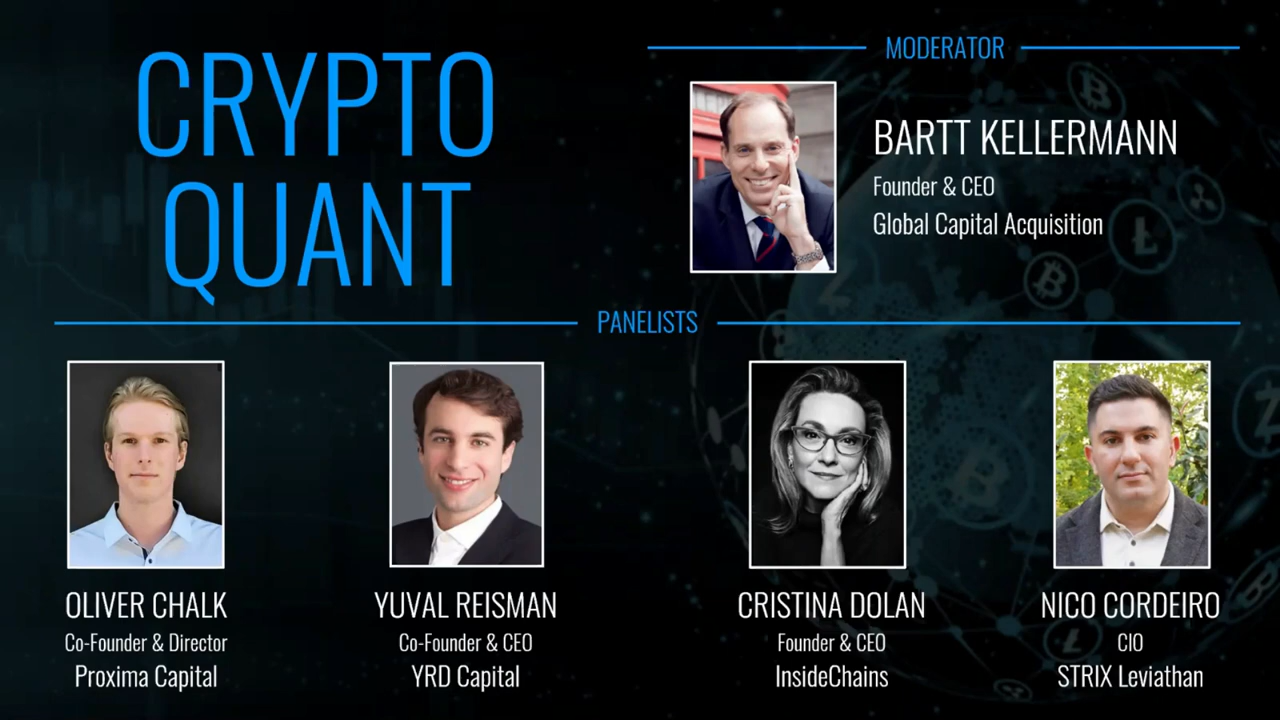 CRYPTO
QUANT
MODERATOR
BARTT KELLERMANN
Founder & CEO
Global Capital Acquisition
PANELISTS
OLIVER CHALK
Co-Founder & Director
Proxima Capital
YUVAL REISMAN
Co-Founder & CEO
YRD Capital
CRISTINA DOLAN
Founder & CEO
InsideChains
NICO CORDEIRO
CIO
STRIX Leviathan